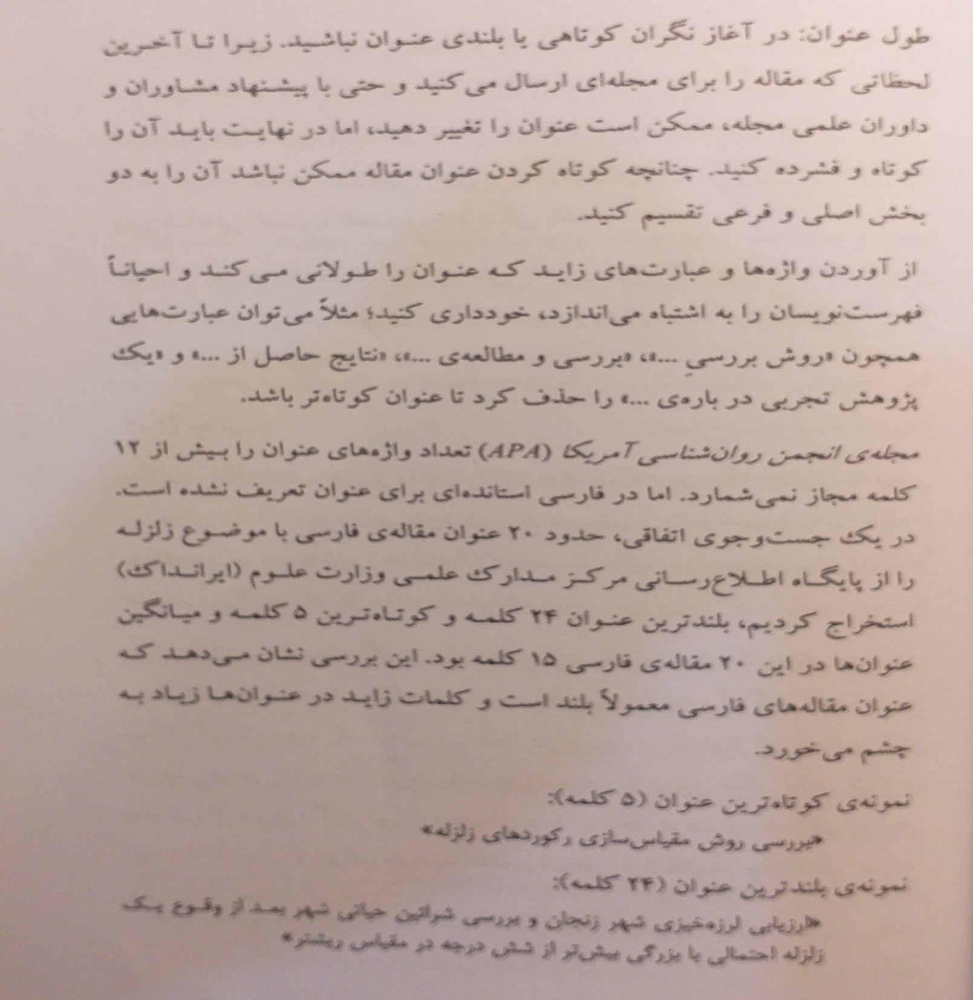 طول عنوان: در آغاز نگران کوتاهی یا بلندی عنوان نباشید. زیرا تا آخرین
لحظاتی که مقاله را برای مجله‌ای ارسال می‌کنید و حتی با پیشنهاد مشاوران و
داوران علمی مجله، ممکن است عنوان را تغییر دهید، اما در نهایت باید آن را
کوتاه و فشرده کنید. چنانچه کوتاه کردن عنوان مقاله ممکن نباشد آن را به دو
بخش اصلی و فرعی تقسیم کنید.
از آوردن واژه‌ها و عبارت‌های زاید که عنوان را طولانی می‌کند و احیاناً
فهرست‌نویسان را به اشتباه می‌اندازد، خودداری کنید؛ مثلاً می‌توان عبارت‌هایی
همچون «روش بررسیِ ...»، «بررسی و مطالعه‌ی ...»، «نتایج حاصل از ...» و «یک
پژوهش تجربی در باره‌ی ...» را حذف کرد تا عنوان کوتاه‌تر باشد.
مجله‌ی انجمن روان‌شناسی آمریکا (APA) تعداد واژه‌های عنوان را بیش از ۱۲
کلمه مجاز نمی‌شمارد. اما در فارسی استانده‌ای برای عنوان تعریف نشده است.
در یک جست‌وجوی اتفاقی، حدود ۲۰ عنوان مقاله‌ی فارسی با موضوع زلزله
را از پایگاه اطلاع‌رسانی مرکز مدارک علمی وزارت علوم (ایرانداک)
استخراج کردیم، بلندترین عنوان ۲۴ کلمه و کوتاه‌ترین ۵ کلمه و میانگین
عنوان‌ها در این ۲۰ مقاله‌ی فارسی ۱۵ کلمه بود. این بررسی نشان می‌دهد که
عنوان مقاله‌های فارسی معمولاً بلند است و کلمات زاید در عنوان‌ها زیاد به
چشم می‌خورد.
نمونه‌ی کوتاه‌ترین عنوان (۵ کلمه):
«بررسی روش مقیاس‌سازی رکوردهای زلزله»
نمونه‌ی بلندترین عنوان (۲۴ کلمه):
«ارزیابی لرزه‌خیزی شهر زنجان و بررسی شرائین حیاتی شهر بعد از وقوع یک
زلزله احتمالی با بزرگی بیش‌تر از شش درجه در مقیاس ریشتر»